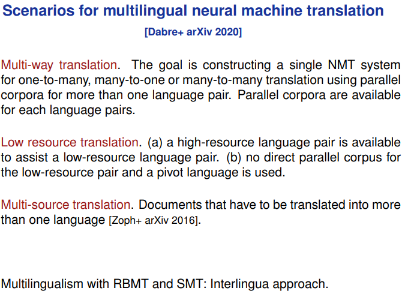 Scenarios for multilingual neural machine translation
[Dabre+ arXiv 2020]
Multi-way translation. The goal is constructing a single NMT system
for one-to-many, many-to-one or many-to-many translation using parallel
corpora for more than one language pair. Parallel corpora are available
for each language pairs.
Low resource translation. (a) a high-resource language pair is available
to assist a low-resource language pair. (b) no direct parallel corpus for
the low-resource pair and a pivot language is used.
Multi-source translation. Documents that have to be translated into more
than one language [Zoph+ arXiv 2016].
Multilingualism with RBMT and SMT: Interlingua approach.